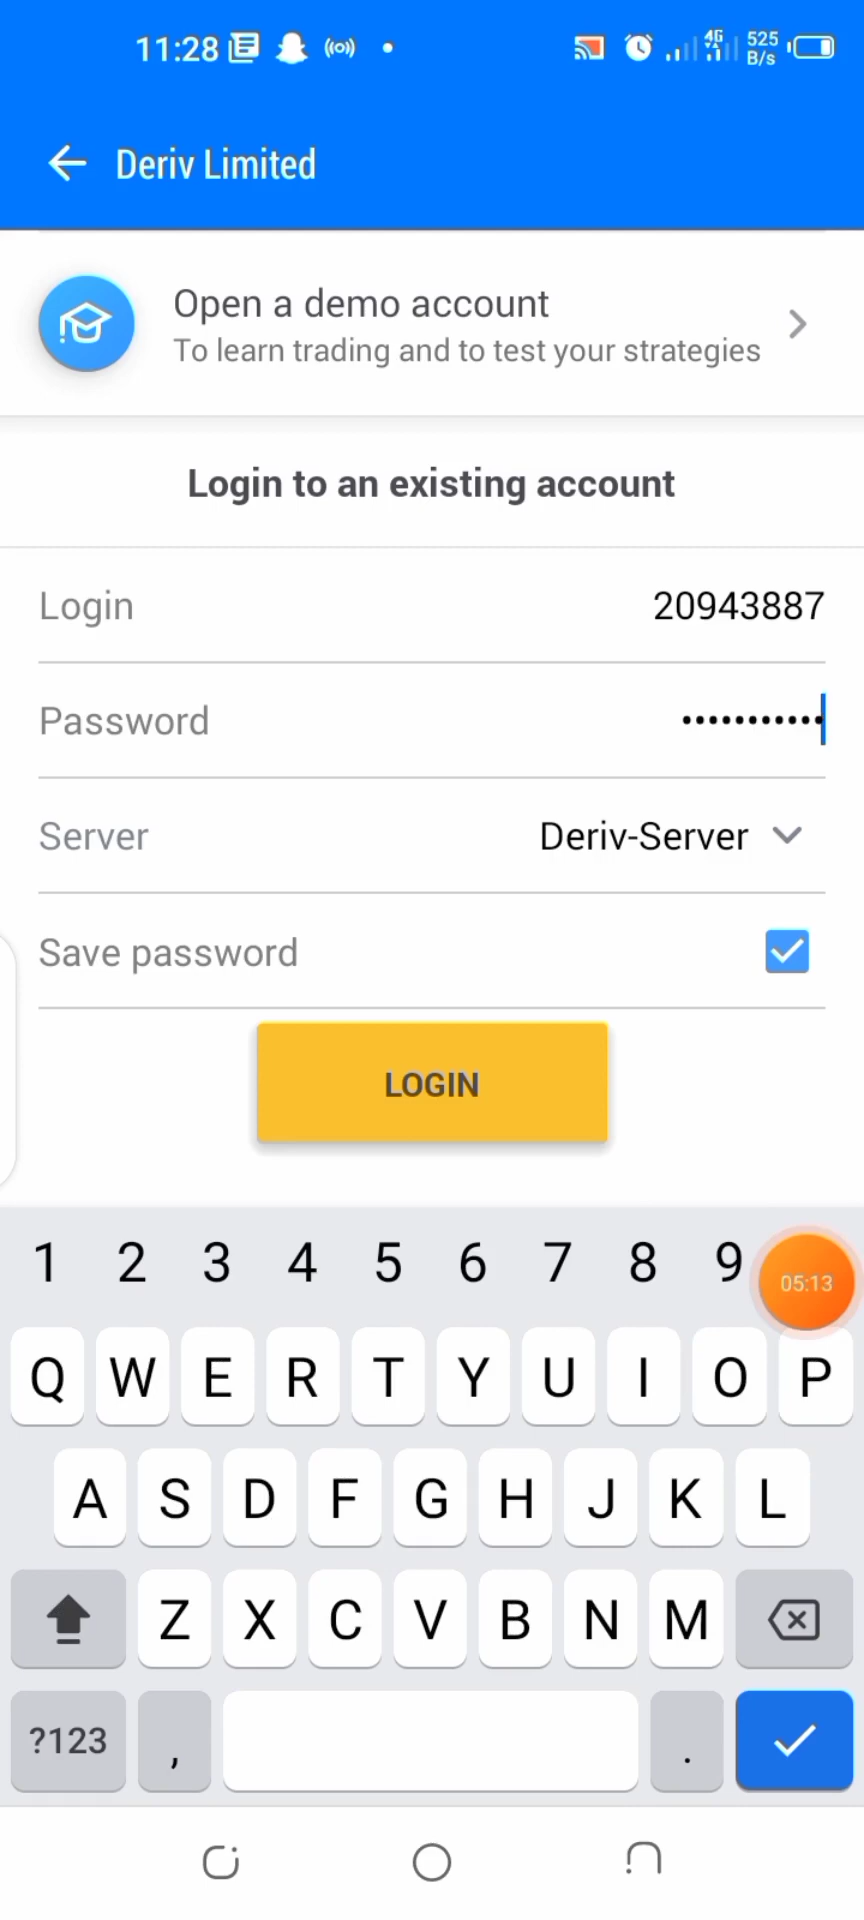 11:28 4G 525 B/s
Deriv Limited
Open a demo account
To learn trading and to test your strategies
Login to an existing account
Login 20943887
Password •••••••••••
Server Deriv-Server
Save password
LOGIN
1 2 3 4 5 6 7 8 9 05:13
Q W E R T Y U I O P
A S D F G H J K L
Z X C V B N M
?123 , .